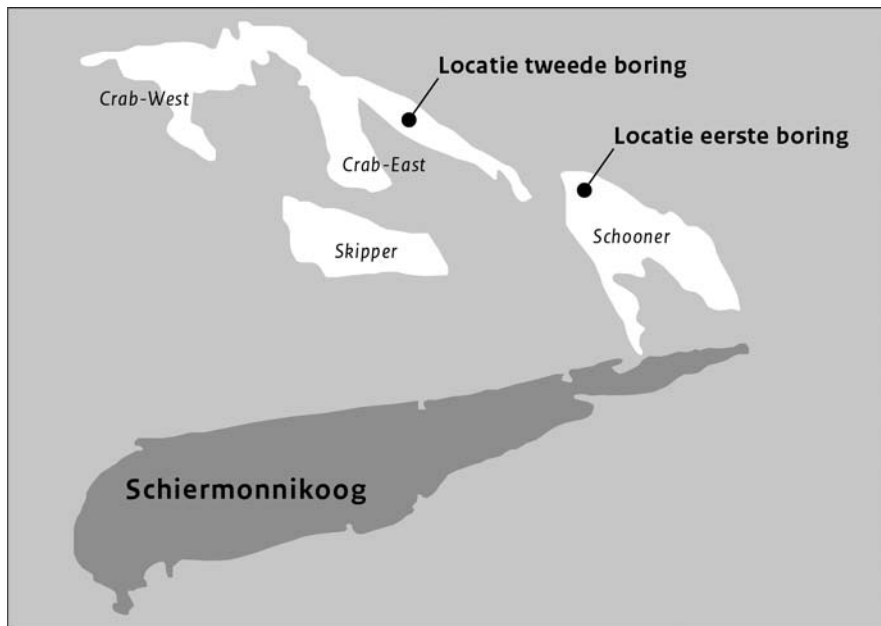 Locatie tweede boring
Crab-West
Locatie eerste boring
Crab-East
Schooner
Skipper
Schiermonnikoog